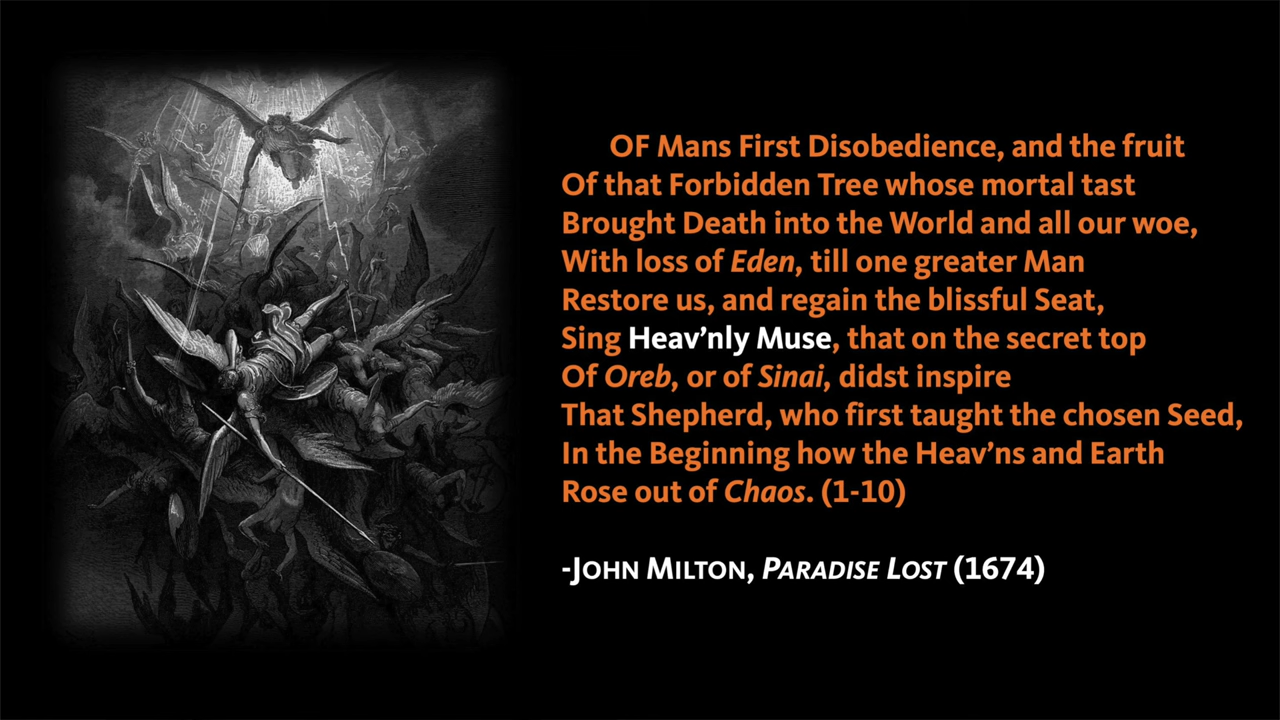 OF Mans First Disobedience, and the fruit
Of that Forbidden Tree whose mortal tast
Brought Death into the World and all our woe,
With loss of Eden, till one greater Man
Restore us, and regain the blissful Seat,
Sing Heav’nly Muse, that on the secret top
Of Oreb, or of Sinai, didst inspire
That Shepherd, who first taught the chosen Seed,
In the Beginning how the Heav’ns and Earth
Rose out of Chaos. (1-10)
-JOHN MILTON, PARADISE LOST (1674)